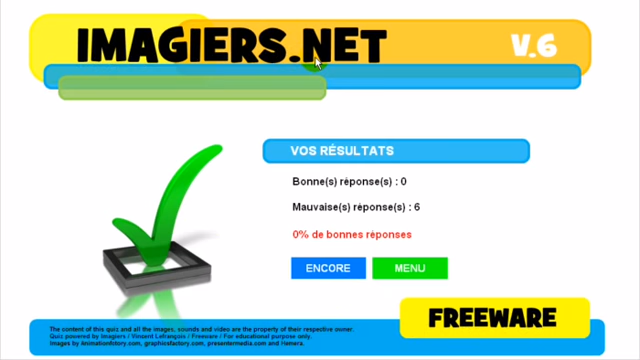 IMAGIERS.NET
V.6
VOS RÉSULTATS
Bonne(s) réponse(s) : 0
Mauvaise(s) réponse(s) : 6
0% de bonnes réponses
ENCORE
MENU
FREEWARE
The content of this quiz and all the images, sounds and video are the property of their respective owner.
Quiz powered by Imagiers / Vincent Lefrançois / Freeware / For educational purpose only.
Images by Animationfctory.com, graphicsfactory.com, presentermedia.com and Hemera.